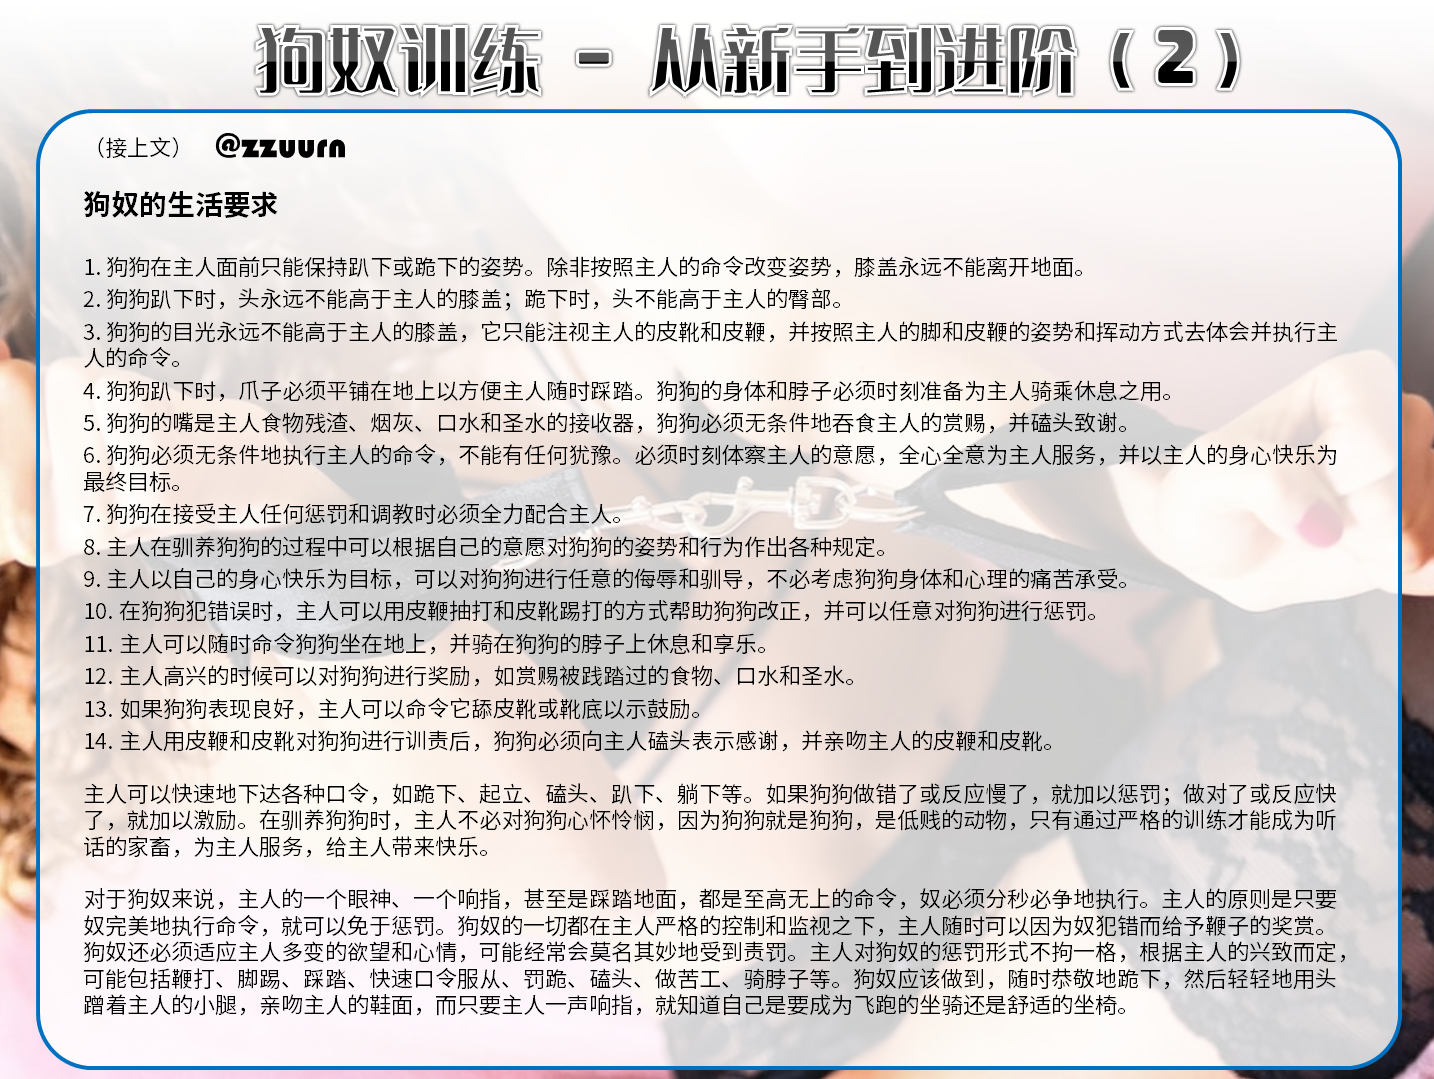 狗奴训练 - 从新手到进阶（2）
（接上文） @zzuurn
狗奴的生活要求
1. 狗狗在主人面前只能保持趴下或跪下的姿势。除非按照主人的命令改变姿势，膝盖永远不能离开地面。
2. 狗狗趴下时，头永远不能高于主人的膝盖；跪下时，头不能高于主人的臀部。
3. 狗狗的目光永远不能高于主人的膝盖，它只能注视主人的皮靴和皮鞭，并按照主人的脚和皮鞭的姿势和挥动方式去体会并执行主
人的命令。
4. 狗狗趴下时，爪子必须平铺在地上以方便主人随时踩踏。狗狗的身体和脖子必须时刻准备为主人骑乘休息之用。
5. 狗狗的嘴是主人食物残渣、烟灰、口水和圣水的接收器，狗狗必须无条件地吞食主人的赏赐，并磕头致谢。
6. 狗狗必须无条件地执行主人的命令，不能有任何犹豫。必须时刻体察主人的意愿，全心全意为主人服务，并以主人的身心快乐为
最终目标。
7. 狗狗在接受主人任何惩罚和调教时必须全力配合主人。
8. 主人在驯养狗狗的过程中可以根据自己的意愿对狗狗的姿势和行为作出各种规定。
9. 主人以自己的身心快乐为目标，可以对狗狗进行任意的侮辱和驯导，不必考虑狗狗身体和心理的痛苦承受。
10. 在狗狗犯错误时，主人可以用皮鞭抽打和皮靴踢打的方式帮助狗狗改正，并可以任意对狗狗进行惩罚。
11. 主人可以随时命令狗狗坐在地上，并骑在狗狗的脖子上休息和享乐。
12. 主人高兴的时候可以对狗狗进行奖励，如赏赐被践踏过的食物、口水和圣水。
13. 如果狗狗表现良好，主人可以命令它舔皮靴或靴底以示鼓励。
14. 主人用皮鞭和皮靴对狗狗进行训责后，狗狗必须向主人磕头表示感谢，并亲吻主人的皮鞭和皮靴。
主人可以快速地下达各种口令，如跪下、起立、磕头、趴下、躺下等。如果狗狗做错了或反应慢了，就加以惩罚；做对了或反应快
了，就加以激励。在驯养狗狗时，主人不必对狗狗心怀怜悯，因为狗狗就是狗狗，是低贱的动物，只有通过严格的训练才能成为听
话的家畜，为主人服务，给主人带来快乐。
对于狗奴来说，主人的一个眼神、一个响指，甚至是踩踏地面，都是至高无上的命令，奴必须分秒必争地执行。主人的原则是只要
奴完美地执行命令，就可以免于惩罚。狗奴的一切都在主人严格的控制和监视之下，主人随时可以因为奴犯错而给予鞭子的奖赏。
狗奴还必须适应主人多变的欲望和心情，可能经常会莫名其妙地受到责罚。主人对狗奴的惩罚形式不拘一格，根据主人的兴致而定，
可能包括鞭打、脚踢、踩踏、快速口令服从、罚跪、磕头、做苦工、骑脖子等。狗奴应该做到，随时恭敬地跪下，然后轻轻地用头
蹭着主人的小腿，亲吻主人的鞋面，而只要主人一声响指，就知道自己是要成为飞跑的坐骑还是舒适的坐椅。